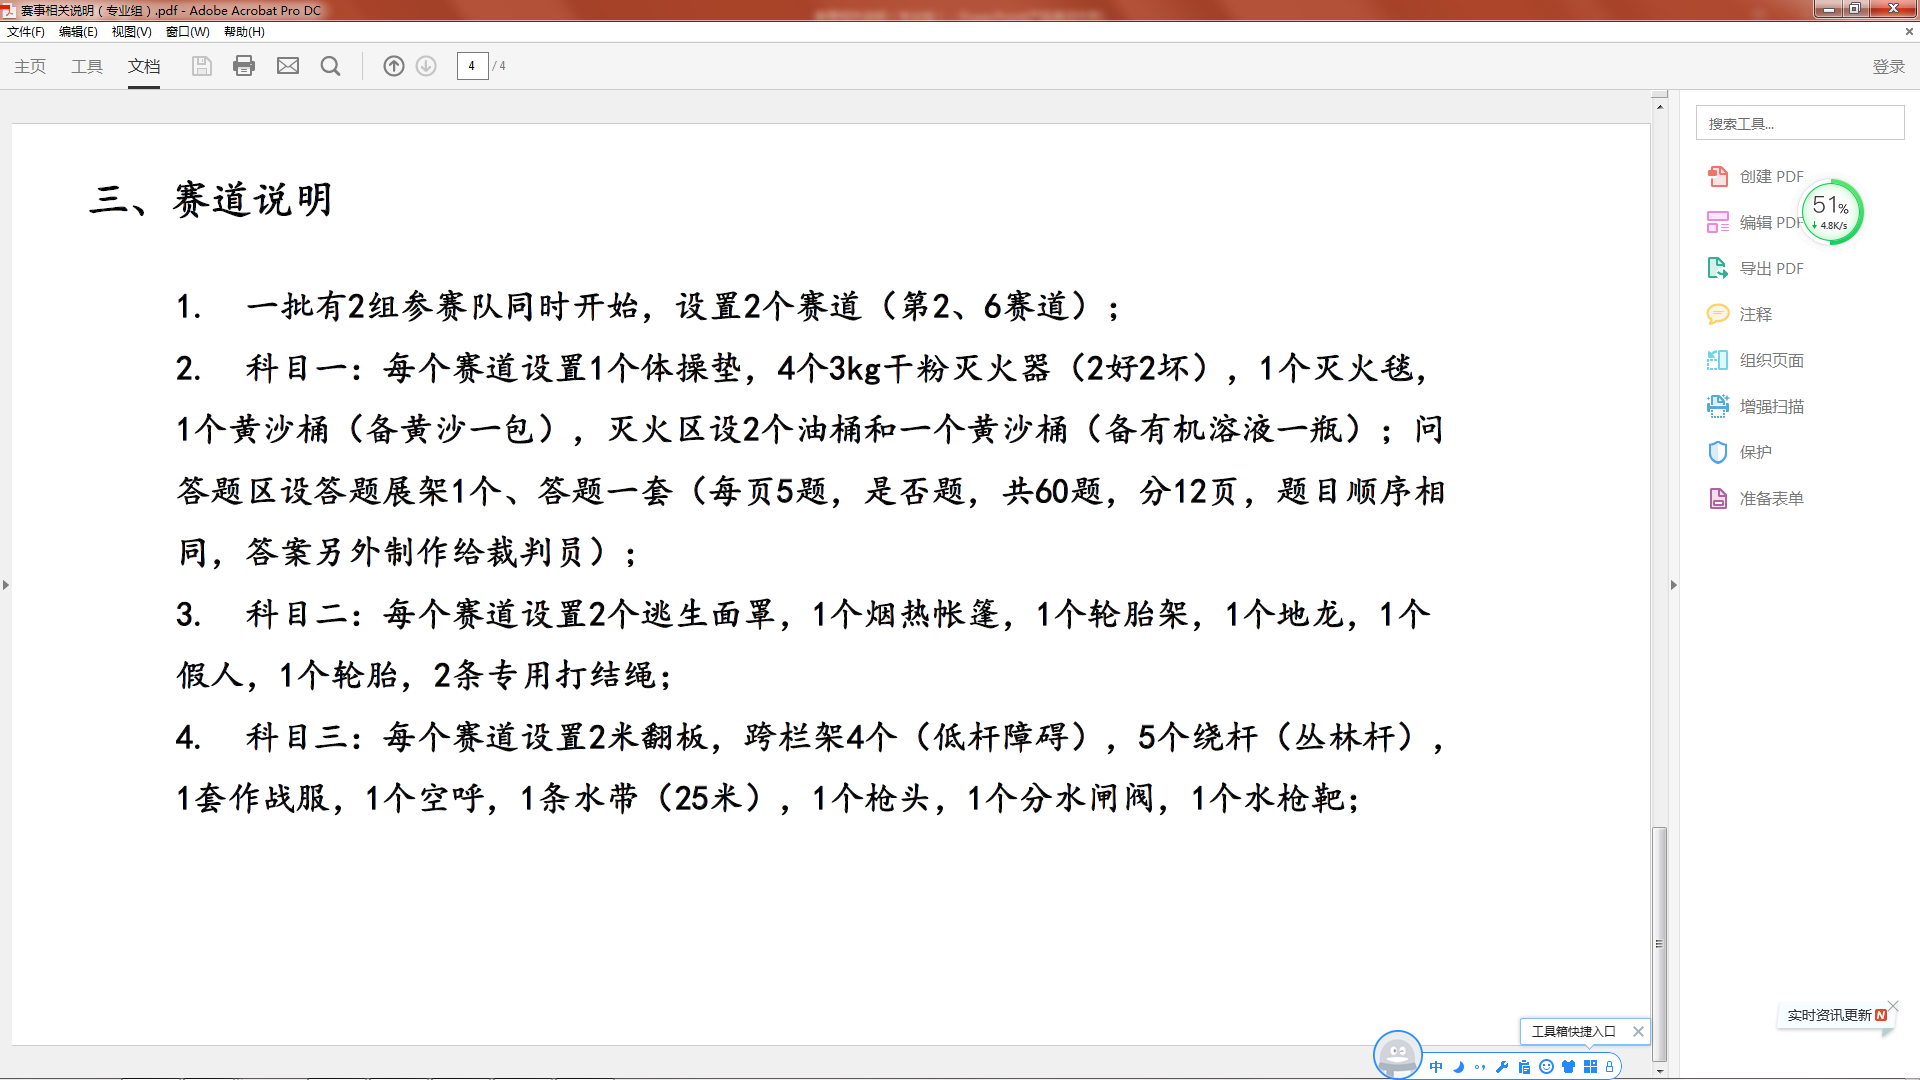 赛事相关说明（专业组）.pdf - Adobe Acrobat Pro DC
文件(F) 编辑(E) 视图(V) 窗口(W) 帮助(H)
主页 工具 文档 4 / 4 登录
搜索工具...
创建 PDF
51%
4.8K/s
编辑 PDF
导出 PDF
注释
组织页面
增强扫描
保护
准备表单
三、赛道说明
1. 一批有2组参赛队同时开始，设置2个赛道（第2、6赛道）；
2. 科目一：每个赛道设置1个体操垫，4个3kg干粉灭火器（2好2坏），1个灭火毯，
1个黄沙桶（备黄沙一包），灭火区设2个油桶和一个黄沙桶（备有机溶液一瓶）；问
答题区设答题展架1个、答题一套（每页5题，是否题，共60题，分12页，题目顺序相
同，答案另外制作给裁判员）；
3. 科目二：每个赛道设置2个逃生面罩，1个烟热帐篷，1个轮胎架，1个地龙，1个
假人，1个轮胎，2条专用打结绳；
4. 科目三：每个赛道设置2米翻板，跨栏架4个（低杆障碍），5个绕杆（丛林杆），
1套作战服，1个空呼，1条水带（25米），1个枪头，1个分水闸阀，1个水枪靶；
实时资讯更新 N
工具箱快捷入口
中